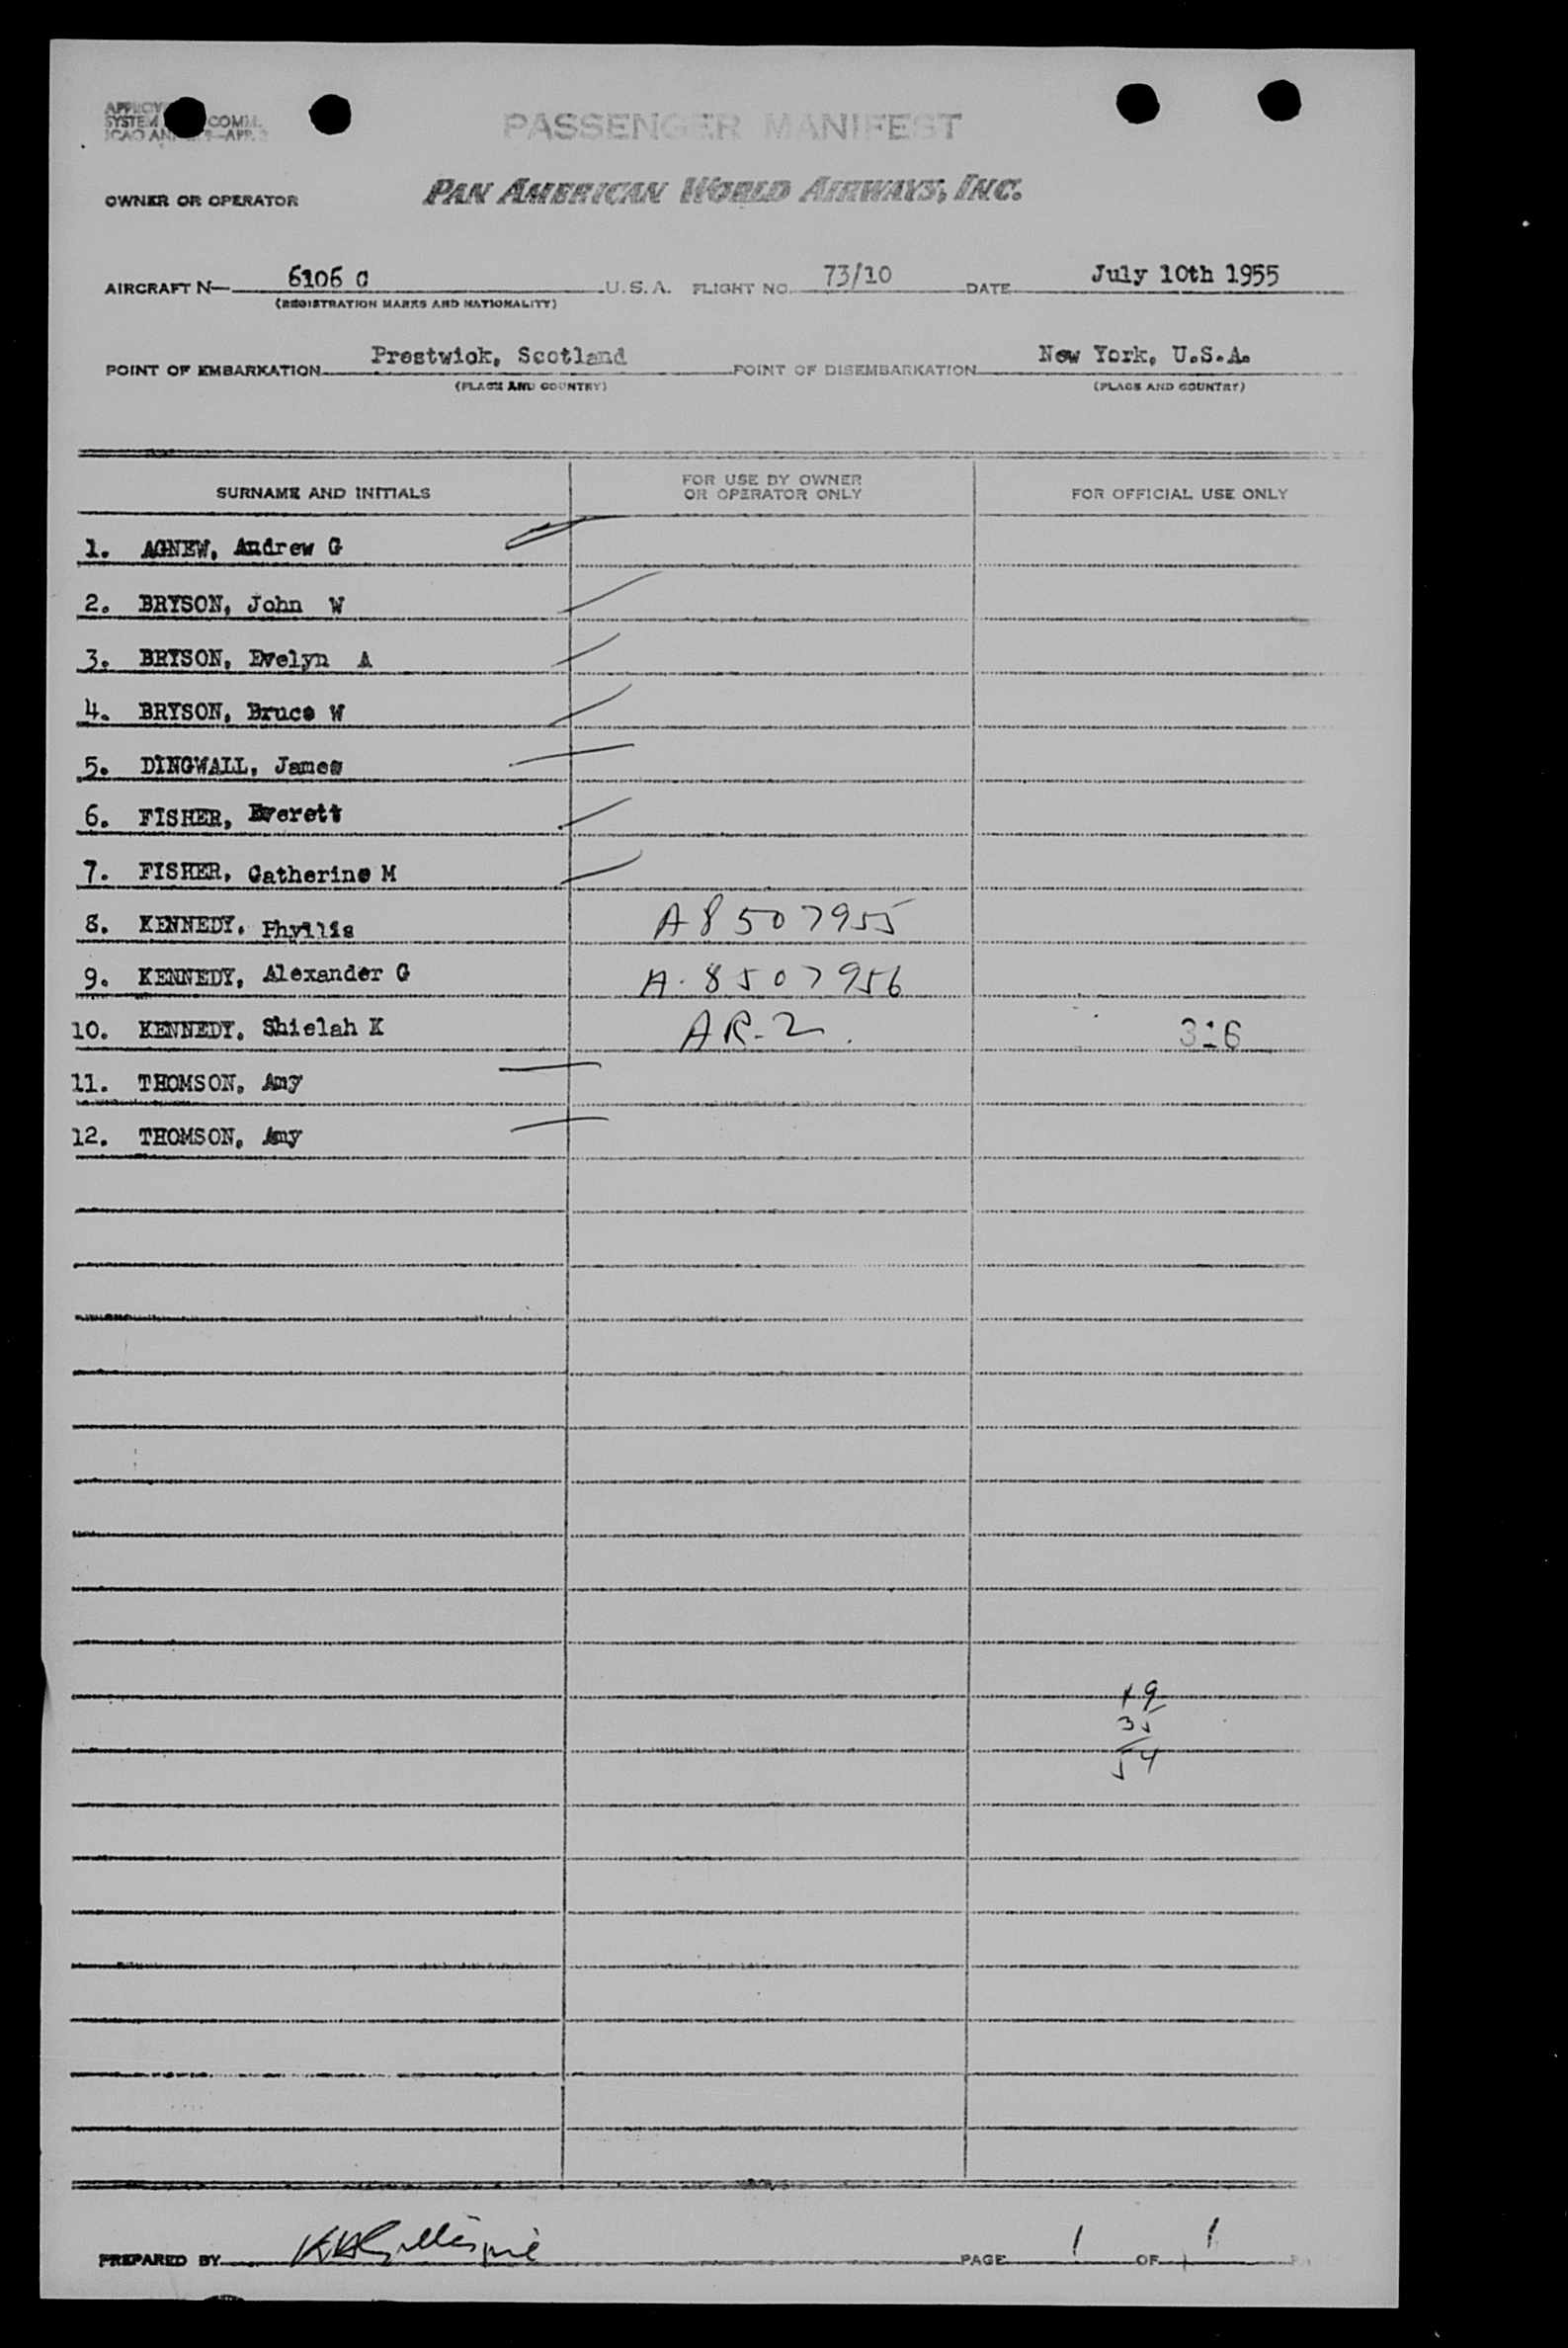 PASSENGER MANIFEST
OWNER OR OPERATOR PAN AMERICAN WORLD AIRWAYS, INC.
AIRCRAFT N— 6106 C U.S.A. FLIGHT NO. 73/10 DATE July 10th 1955
(REGISTRATION MARKS AND NATIONALITY)
POINT OF EMBARKATION Prestwick, Scotland POINT OF DISEMBARKATION New York, U.S.A.
(PLACE AND COUNTRY) (PLACE AND COUNTRY)
SURNAME AND INITIALS FOR USE BY OWNER OR OPERATOR ONLY FOR OFFICIAL USE ONLY
1. AGNEW, Andrew G
2. BRYSON, John W
3. BRYSON, Evelyn A
4. BRYSON, Bruce W
5. DINGWALL, James
6. FISHER, Everett
7. FISHER, Catherine M
8. KENNEDY, Phyllis A8507955
9. KENNEDY, Alexander G A-8507956
10. KENNEDY, Shielah K AR-2. 316
11. THOMSON, Amy
12. THOMSON, Amy
19
35
54
PREPARED BY K Gillespie PAGE 1 OF 1